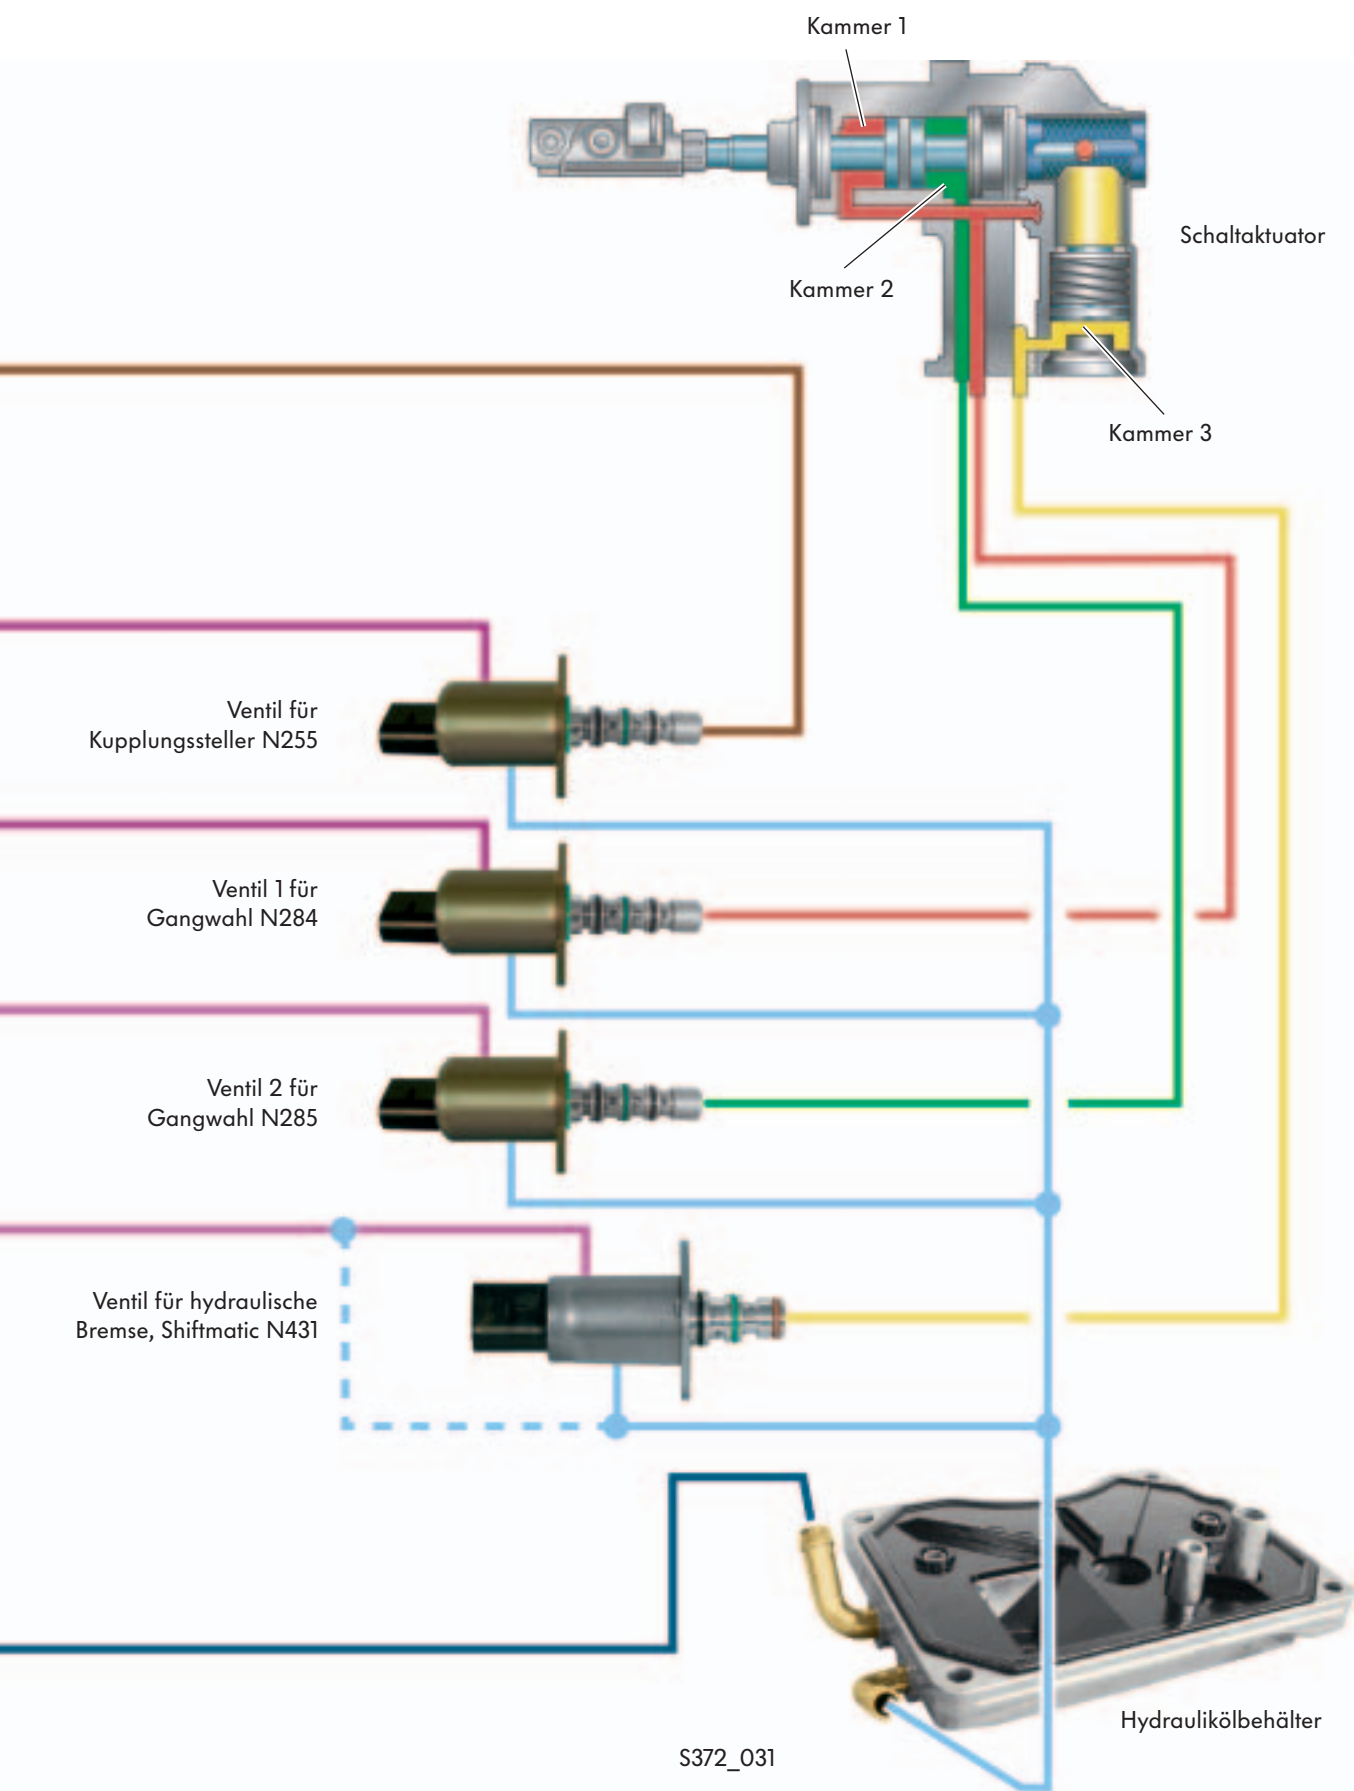 Kammer 1
Schaltaktuator
Kammer 2
Kammer 3
Ventil für
Kupplungssteller N255
Ventil 1 für
Gangwahl N284
Ventil 2 für
Gangwahl N285
Ventil für hydraulische
Bremse, Shiftmatic N431
Hydraulikölbehälter
S372_031